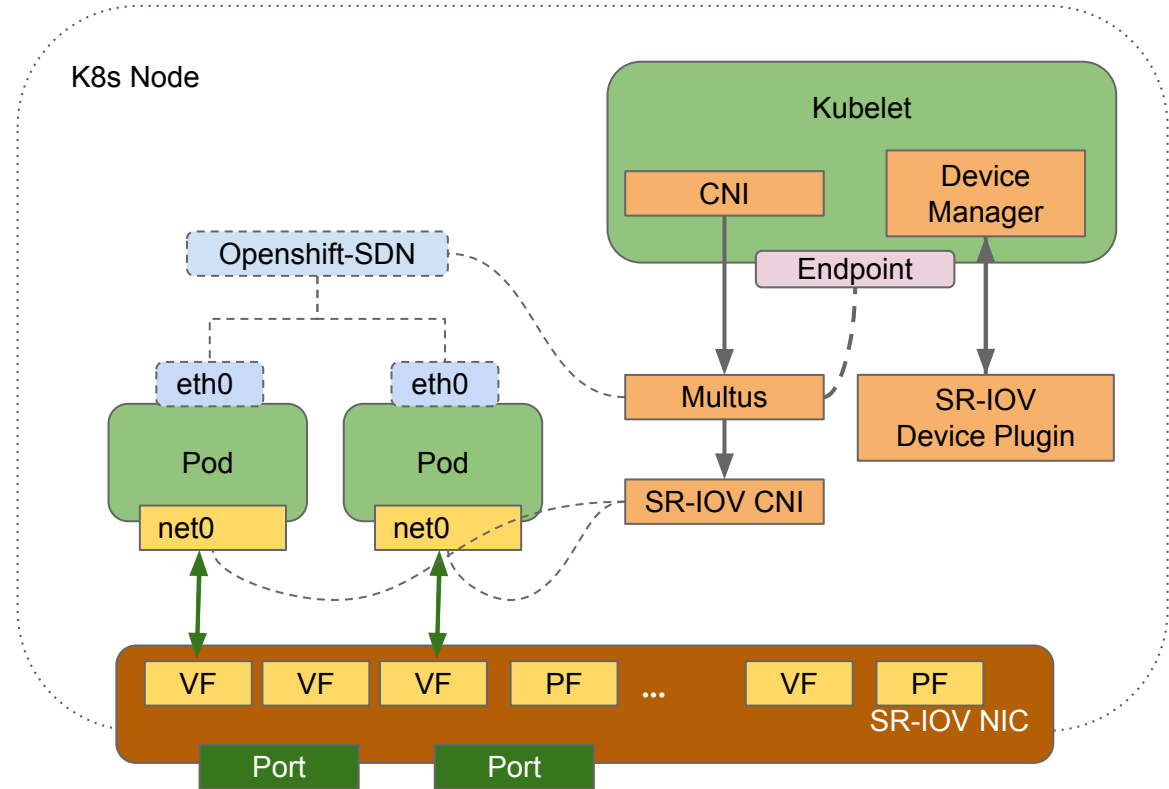 K8s Node
Kubelet
CNI
Device
Manager
Endpoint
Openshift-SDN
eth0
eth0
Multus
SR-IOV
Device Plugin
Pod
Pod
SR-IOV CNI
net0
net0
VF
VF
VF
PF
...
VF
PF
SR-IOV NIC
Port
Port